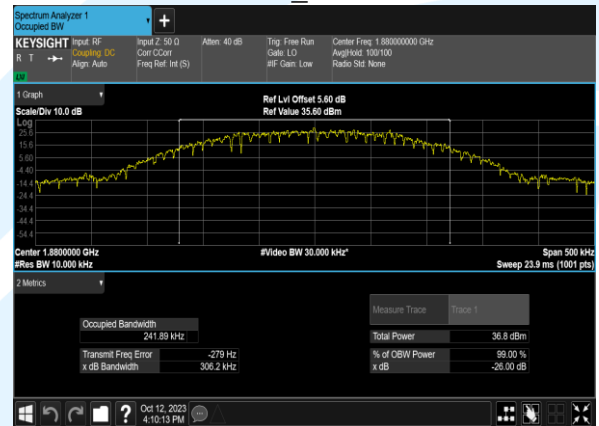 Spectrum Analyzer 1
Occupied BW
KEYSIGHT
R T
LV
Input: RF
Coupling: DC
Align: Auto
Input Z: 50 Ω
Corr CCorr
Freq Ref: Int (S)
Atten: 40 dB
Trig: Free Run
Gate: LO
#IF Gain: Low
Center Freq: 1.880000000 GHz
Avg|Hold: 100/100
Radio Std: None
1 Graph
Scale/Div 10.0 dB
Ref Lvl Offset 5.60 dB
Ref Value 35.60 dBm
Log
25.6
15.6
5.60
-4.40
-14.4
-24.4
-34.4
-44.4
-54.4
Center 1.8800000 GHz
#Res BW 10.000 kHz
#Video BW 30.000 kHz*
Span 500 kHz
Sweep 23.9 ms (1001 pts)
2 Metrics
Occupied Bandwidth
241.89 kHz
Transmit Freq Error -279 Hz
x dB Bandwidth 306.2 kHz
Measure Trace Trace 1
Total Power 36.8 dBm
% of OBW Power 99.00 %
x dB -26.00 dB
?
Oct 12, 2023
4:10:13 PM